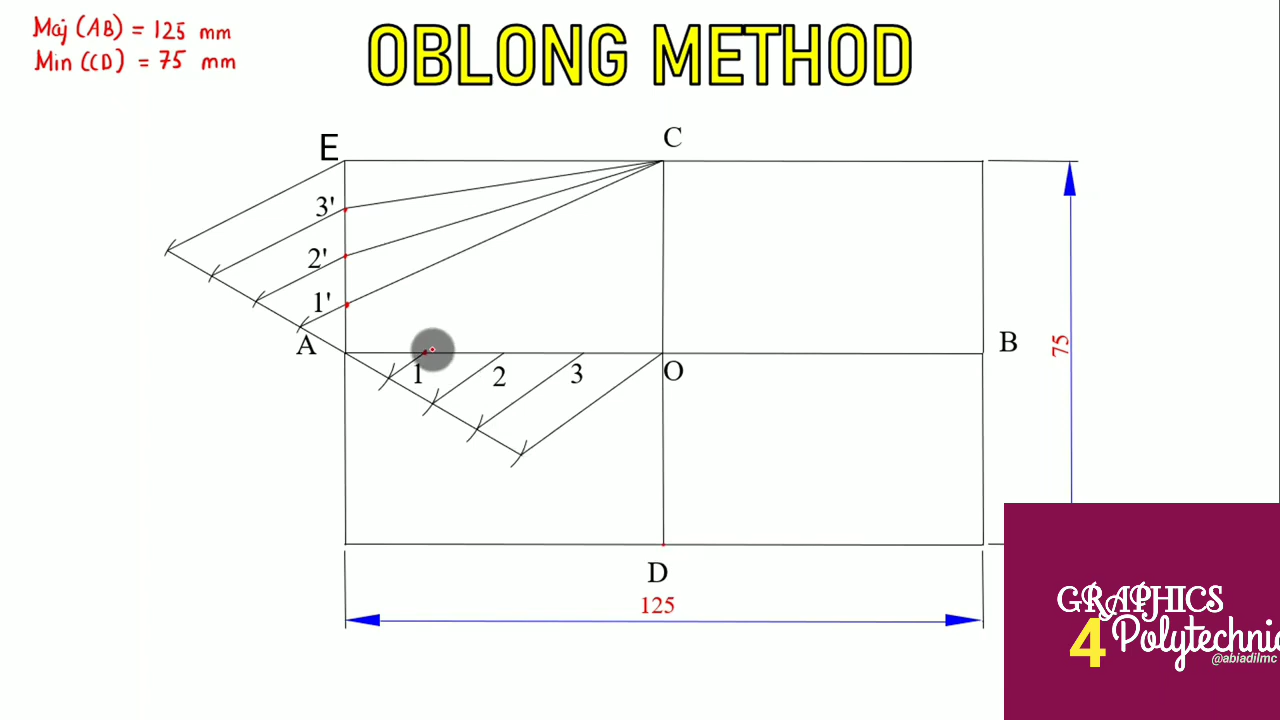 Maj (AB) = 125 mm
Min (CD) = 75 mm
OBLONG METHOD
E
C
3'
2'
1'
A
B
75
1
2
3
O
D
125
GRAPHICS
4 Polytechnic
@abiadilmc